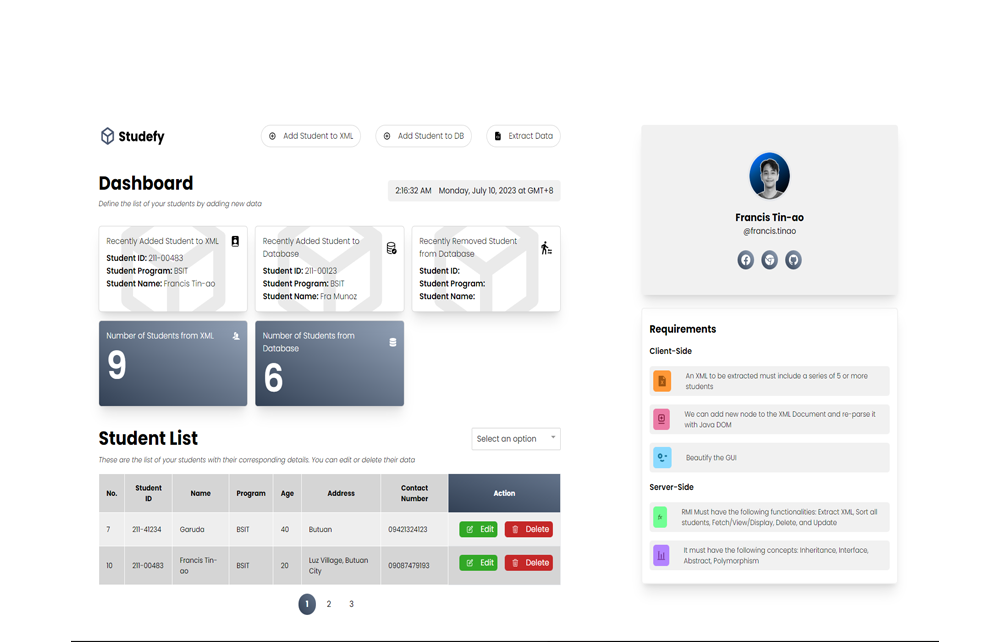 Studefy
Add Student to XML
Add Student to DB
Extract Data
Dashboard
Define the list of your students by adding new data
2:16:32 AM Monday, July 10, 2023 at GMT+8
Recently Added Student to XML
Student ID: 211-00483
Student Program: BSIT
Student Name: Francis Tin-ao
Recently Added Student to
Database
Student ID: 211-00123
Student Program: BSIT
Student Name: Fra Munoz
Recently Removed Student
from Database
Student ID:
Student Program:
Student Name:
Number of Students from XML
9
Number of Students from
Database
6
Student List
Select an option
These are the list of your students with their corresponding details. You can edit or delete their data
No. Student ID Name Program Age Address Contact Number Action
7 211-41234 Garuda BSIT 40 Butuan 09421324123 Edit Delete
10 211-00483 Francis Tin-ao BSIT 20 Luz Village, Butuan City 09087479193 Edit Delete
1 2 3
Francis Tin-ao
@francis.tinao
Requirements
Client-Side
An XML to be extracted must include a series of 5 or more
students
We can add new node to the XML Document and re-parse it
with Java DOM
Beautify the GUI
Server-Side
RMI Must have the following functionalities: Extract XML, Sort all
students, Fetch/View/Display, Delete, and Update
It must have the following concepts: Inheritance, Interface,
Abstract, Polymorphism